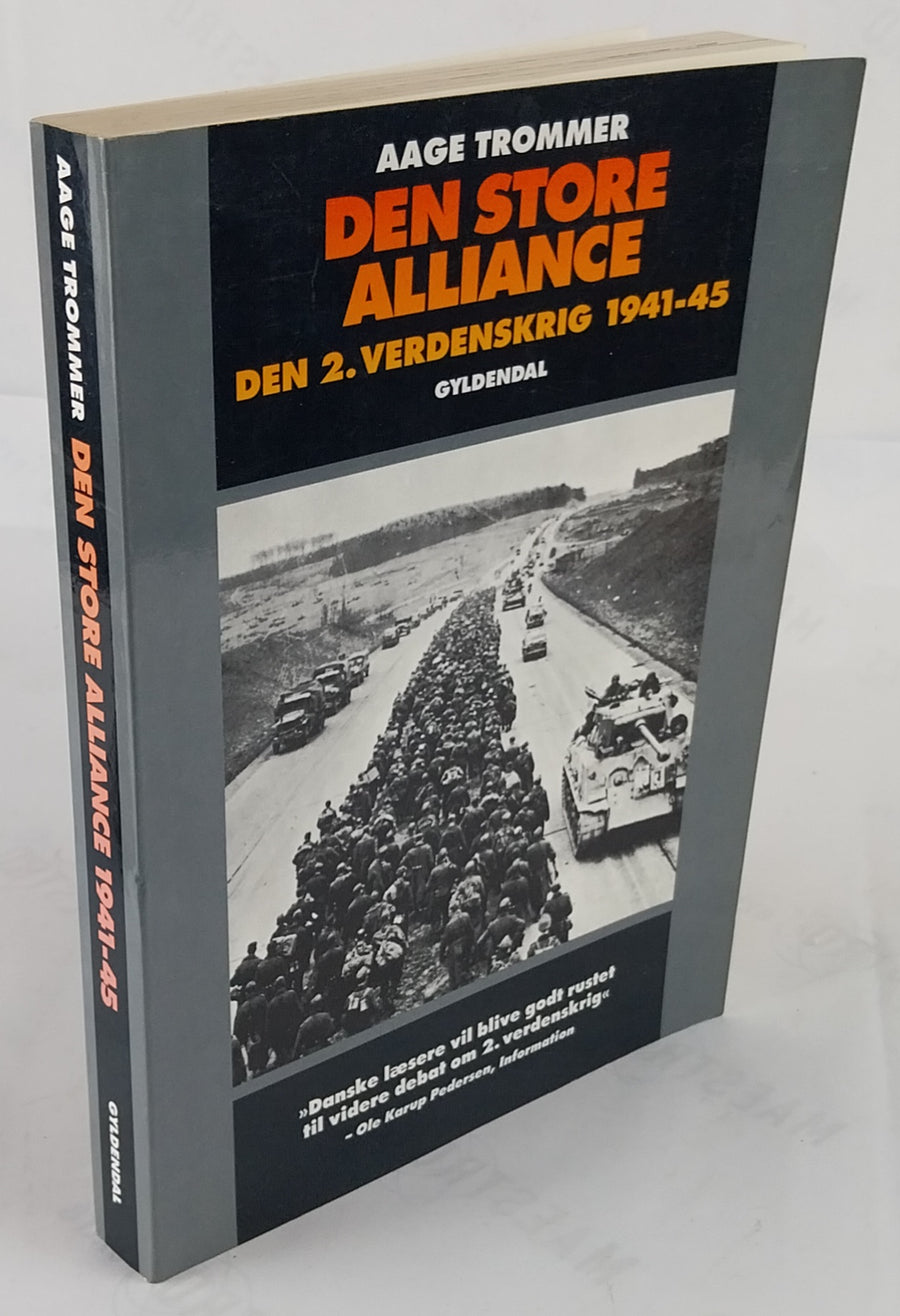 AAGE TROMMER
DEN STORE
ALLIANCE
DEN 2. VERDENSKRIG 1941-45
GYLDENDAL
»Danske læsere vil blive godt rustet
til videre debat om 2. verdenskrig«
– Ole Karup Pedersen, Information
AAGE TROMMER DEN STORE ALLIANCE 1941-45
GYLDENDAL